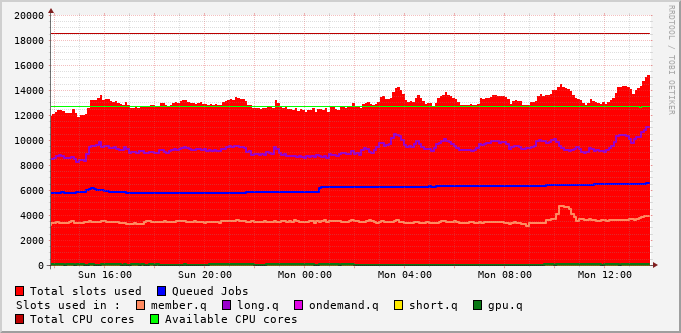 RRDTOOL / TOBI OETIKER
20000
18000
16000
14000
12000
10000
8000
6000
4000
2000
0
Sun 16:00 Sun 20:00 Mon 00:00 Mon 04:00 Mon 08:00 Mon 12:00
Total slots used Queued Jobs
Slots used in : member.q long.q ondemand.q short.q gpu.q
Total CPU cores Available CPU cores